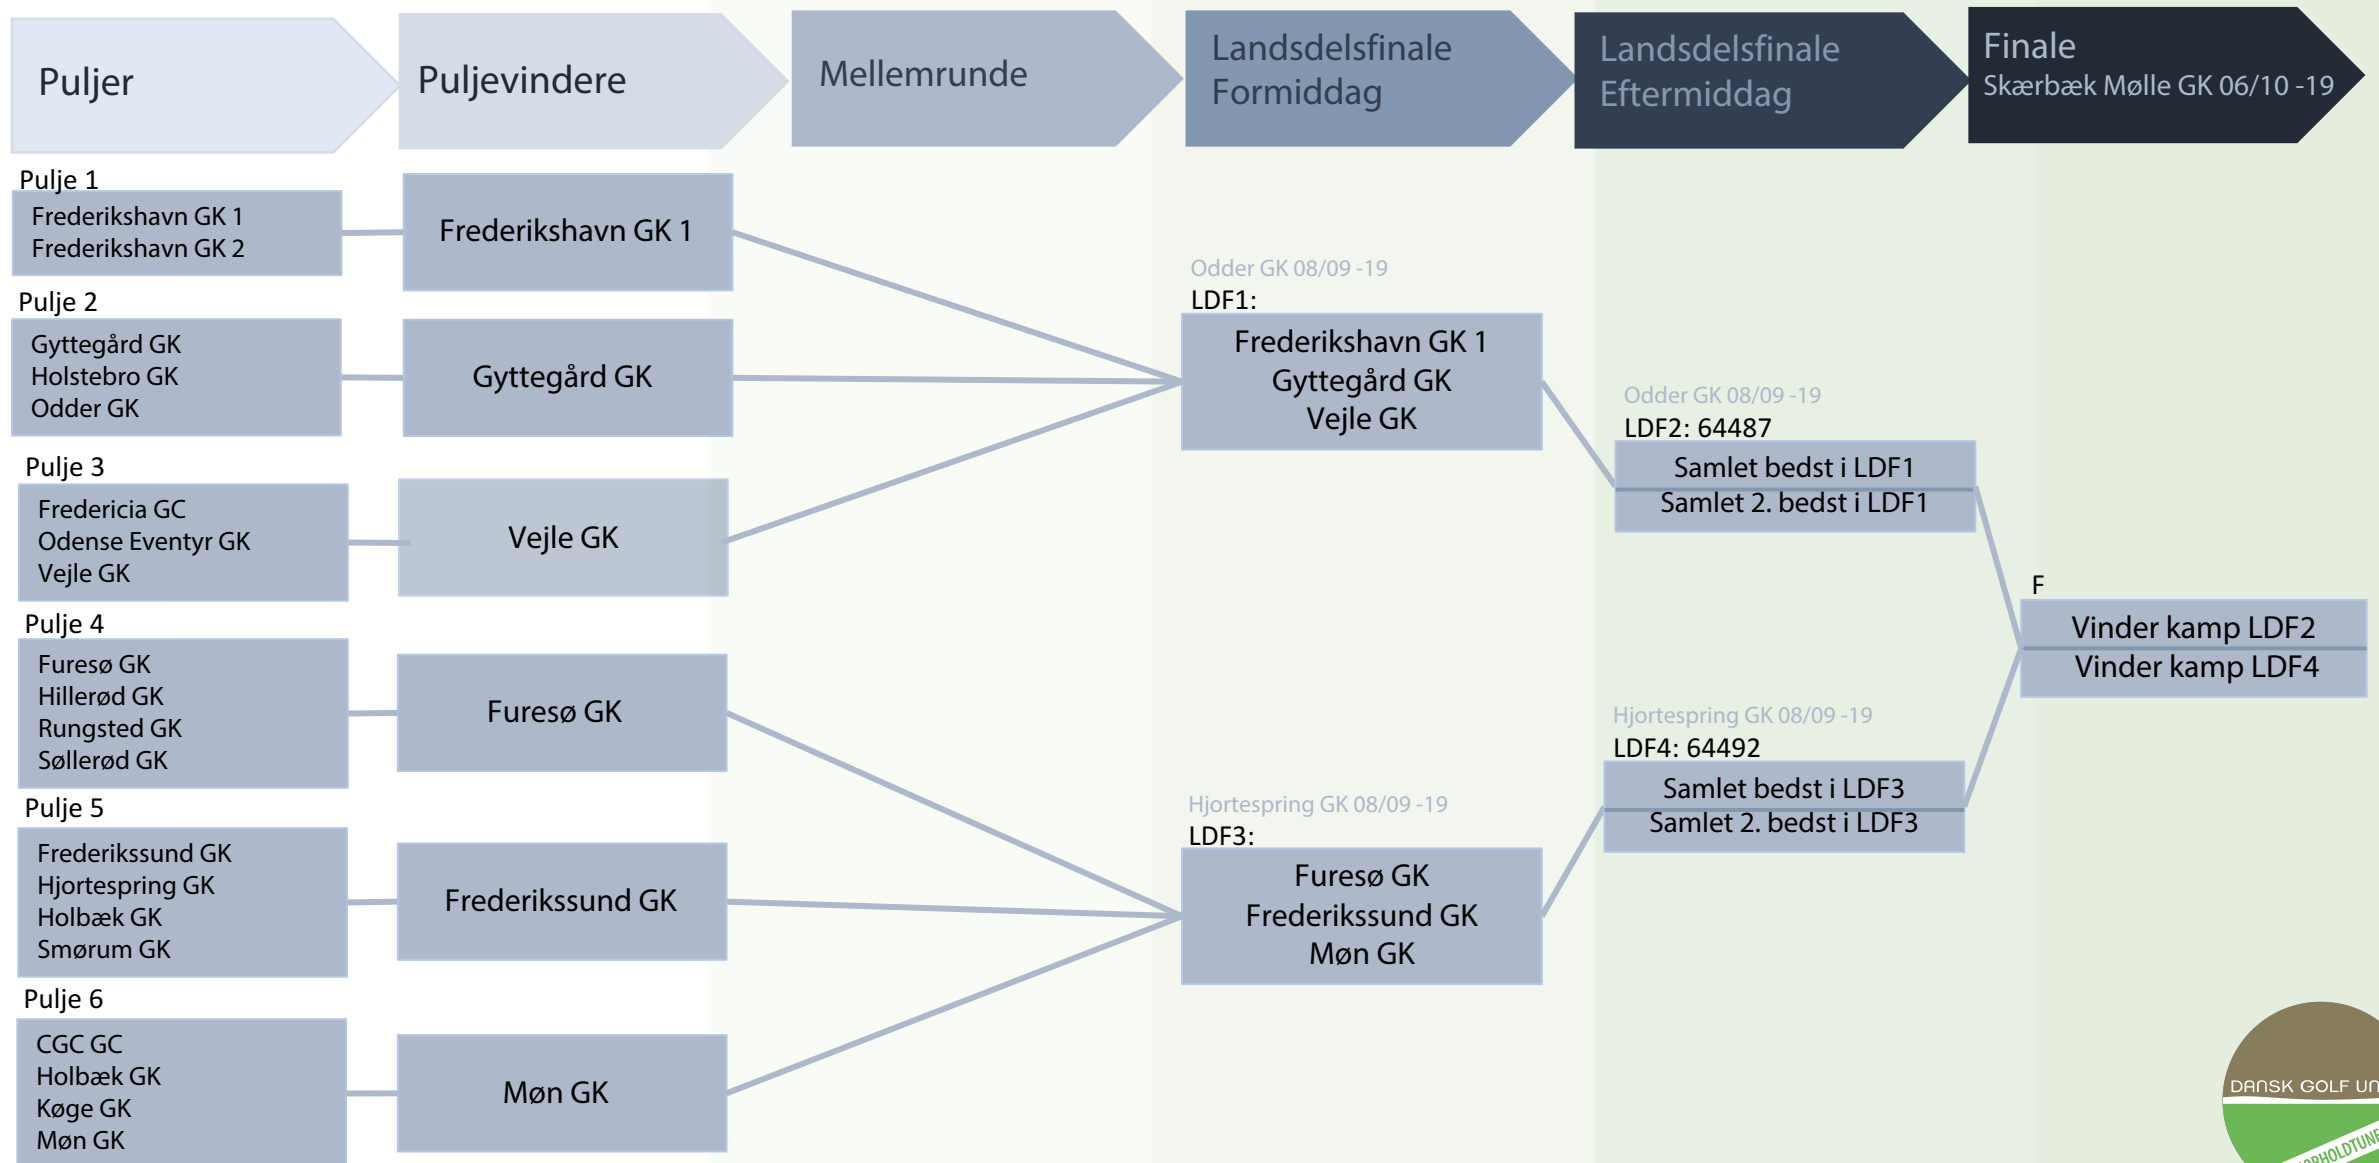 Puljer
Puljevindere
Mellemrunde
Landsdelsfinale
Formiddag
Landsdelsfinale
Eftermiddag
Finale
Skærbæk Mølle GK 06/10 -19
Pulje 1
Frederikshavn GK 1
Frederikshavn GK 2
Pulje 2
Gyttegård GK
Holstebro GK
Odder GK
Pulje 3
Fredericia GC
Odense Eventyr GK
Vejle GK
Pulje 4
Furesø GK
Hillerød GK
Rungsted GK
Søllerød GK
Pulje 5
Frederikssund GK
Hjortespring GK
Holbæk GK
Smørum GK
Pulje 6
CGC GC
Holbæk GK
Køge GK
Møn GK
Frederikshavn GK 1
Gyttegård GK
Vejle GK
Furesø GK
Frederikssund GK
Møn GK
Odder GK 08/09 -19
LDF1:
Frederikshavn GK 1
Gyttegård GK
Vejle GK
Hjortespring GK 08/09 -19
LDF3:
Furesø GK
Frederikssund GK
Møn GK
Odder GK 08/09 -19
LDF2: 64487
Samlet bedst i LDF1
Samlet 2. bedst i LDF1
Hjortespring GK 08/09 -19
LDF4: 64492
Samlet bedst i LDF3
Samlet 2. bedst i LDF3
F
Vinder kamp LDF2
Vinder kamp LDF4
DANSK GOLF UN